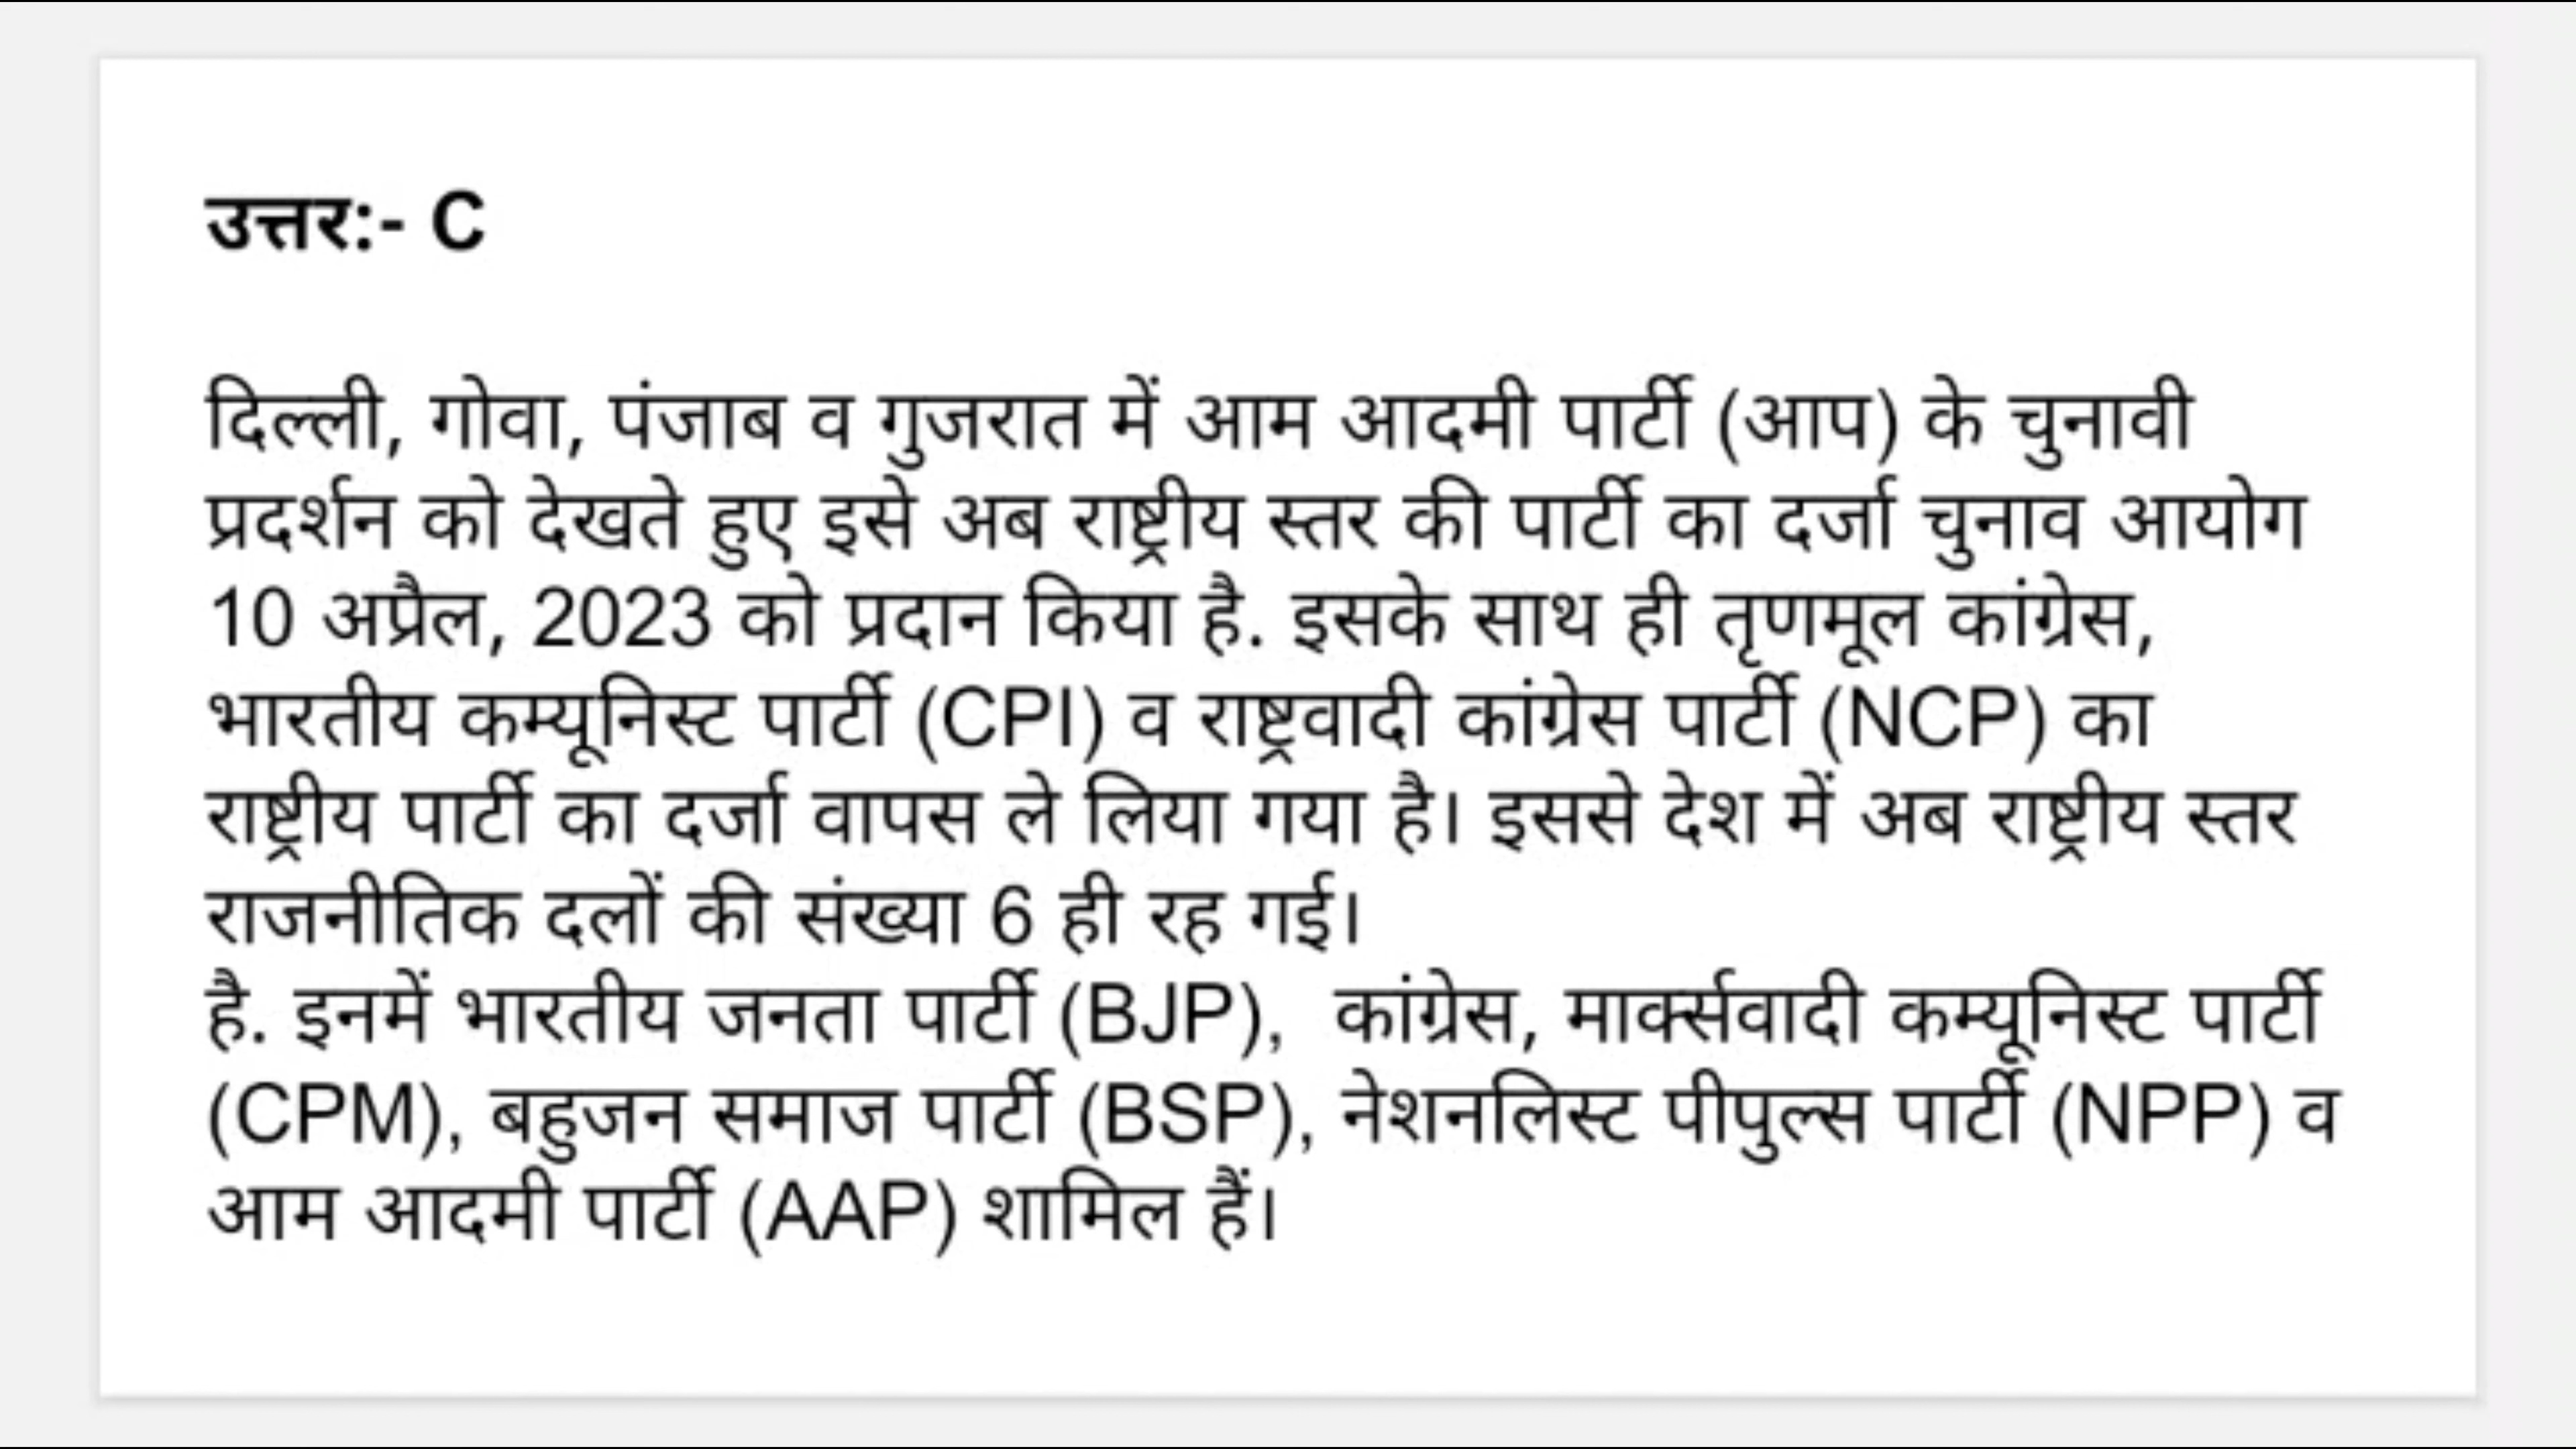 उत्तर:- C
दिल्ली, गोवा, पंजाब व गुजरात में आम आदमी पार्टी (आप) के चुनावी
प्रदर्शन को देखते हुए इसे अब राष्ट्रीय स्तर की पार्टी का दर्जा चुनाव आयोग
10 अप्रैल, 2023 को प्रदान किया है. इसके साथ ही तृणमूल कांग्रेस,
भारतीय कम्यूनिस्ट पार्टी (CPI) व राष्ट्रवादी कांग्रेस पार्टी (NCP) का
राष्ट्रीय पार्टी का दर्जा वापस ले लिया गया है। इससे देश में अब राष्ट्रीय स्तर
राजनीतिक दलों की संख्या 6 ही रह गई।
है. इनमें भारतीय जनता पार्टी (BJP),  कांग्रेस, मार्क्सवादी कम्यूनिस्ट पार्टी
(CPM), बहुजन समाज पार्टी (BSP), नेशनलिस्ट पीपुल्स पार्टी (NPP) व
आम आदमी पार्टी (AAP) शामिल हैं।